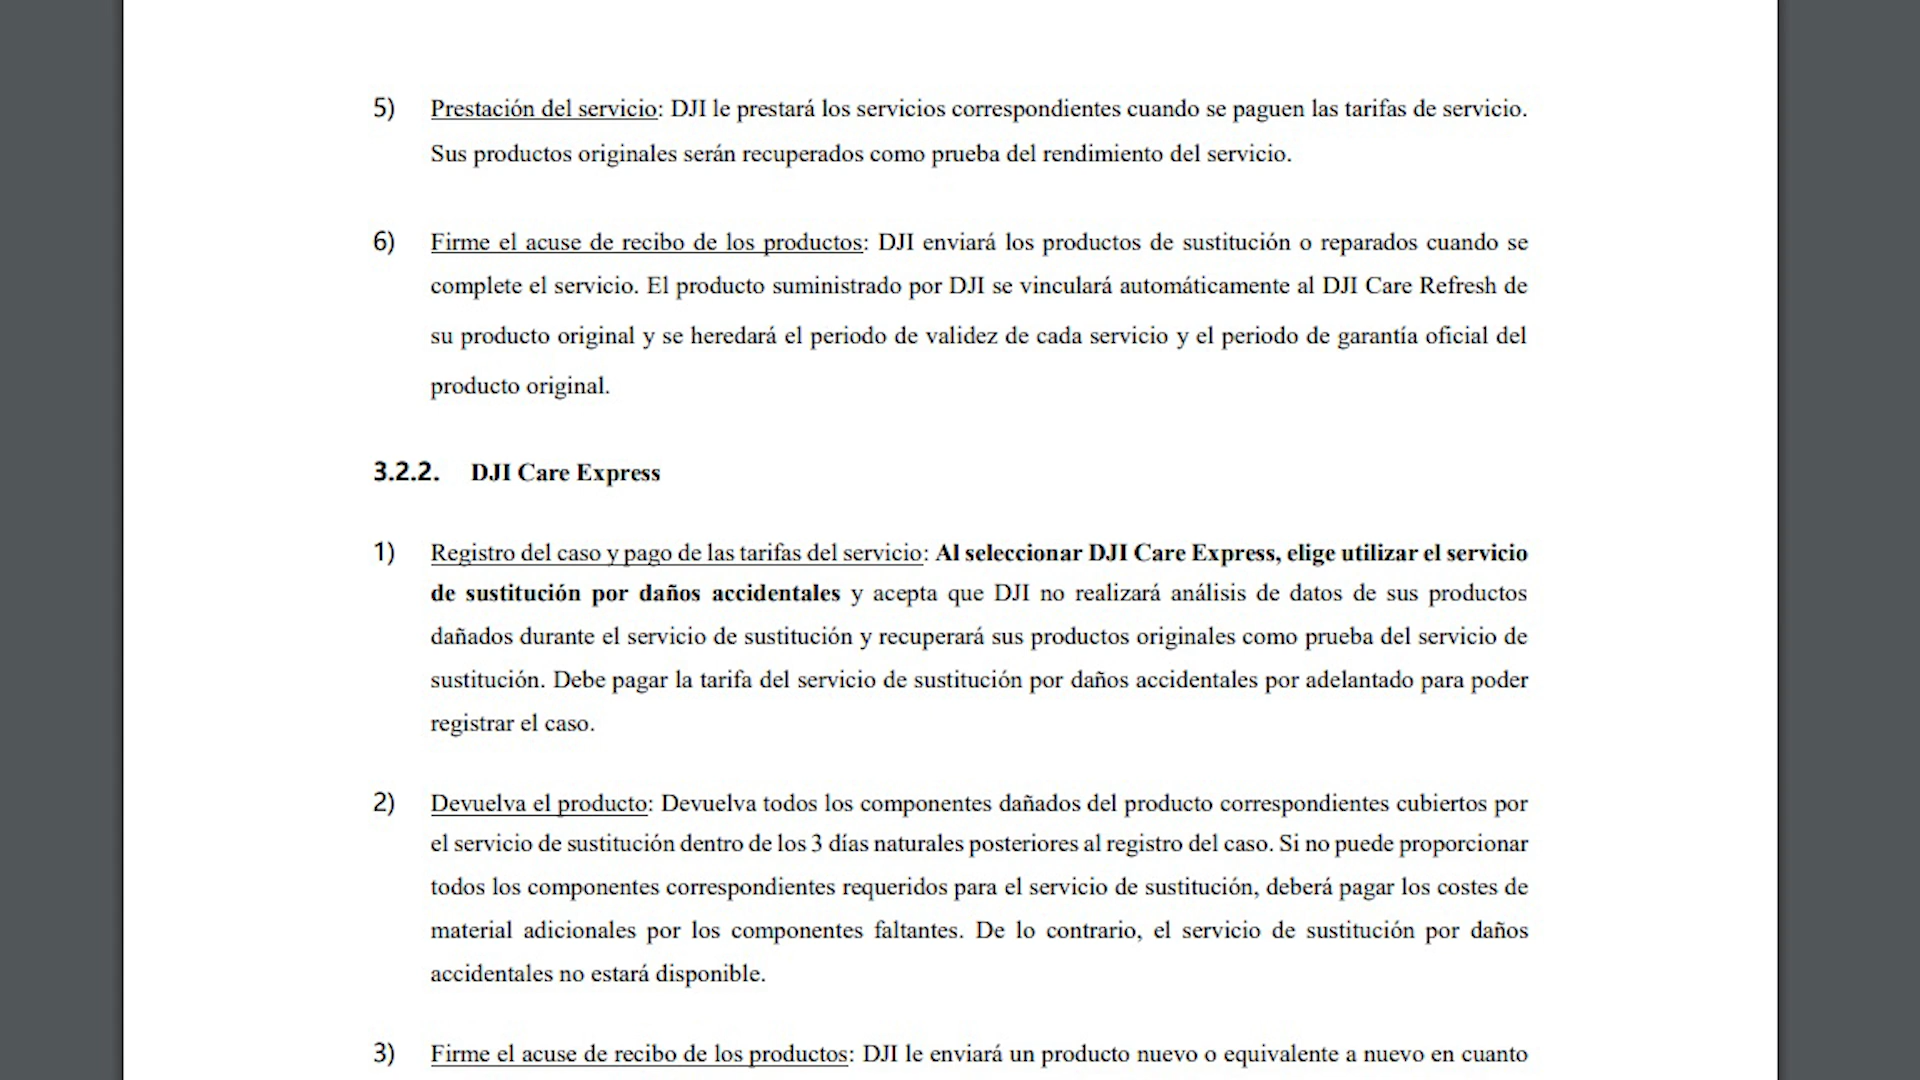 5) Prestación del servicio: DJI le prestará los servicios correspondientes cuando se paguen las tarifas de servicio.
Sus productos originales serán recuperados como prueba del rendimiento del servicio.
6) Firme el acuse de recibo de los productos: DJI enviará los productos de sustitución o reparados cuando se
complete el servicio. El producto suministrado por DJI se vinculará automáticamente al DJI Care Refresh de
su producto original y se heredará el periodo de validez de cada servicio y el periodo de garantía oficial del
producto original.
3.2.2. DJI Care Express
1) Registro del caso y pago de las tarifas del servicio: Al seleccionar DJI Care Express, elige utilizar el servicio
de sustitución por daños accidentales y acepta que DJI no realizará análisis de datos de sus productos
dañados durante el servicio de sustitución y recuperará sus productos originales como prueba del servicio de
sustitución. Debe pagar la tarifa del servicio de sustitución por daños accidentales por adelantado para poder
registrar el caso.
2) Devuelva el producto: Devuelva todos los componentes dañados del producto correspondientes cubiertos por
el servicio de sustitución dentro de los 3 días naturales posteriores al registro del caso. Si no puede proporcionar
todos los componentes correspondientes requeridos para el servicio de sustitución, deberá pagar los costes de
material adicionales por los componentes faltantes. De lo contrario, el servicio de sustitución por daños
accidentales no estará disponible.
3) Firme el acuse de recibo de los productos: DJI le enviará un producto nuevo o equivalente a nuevo en cuanto